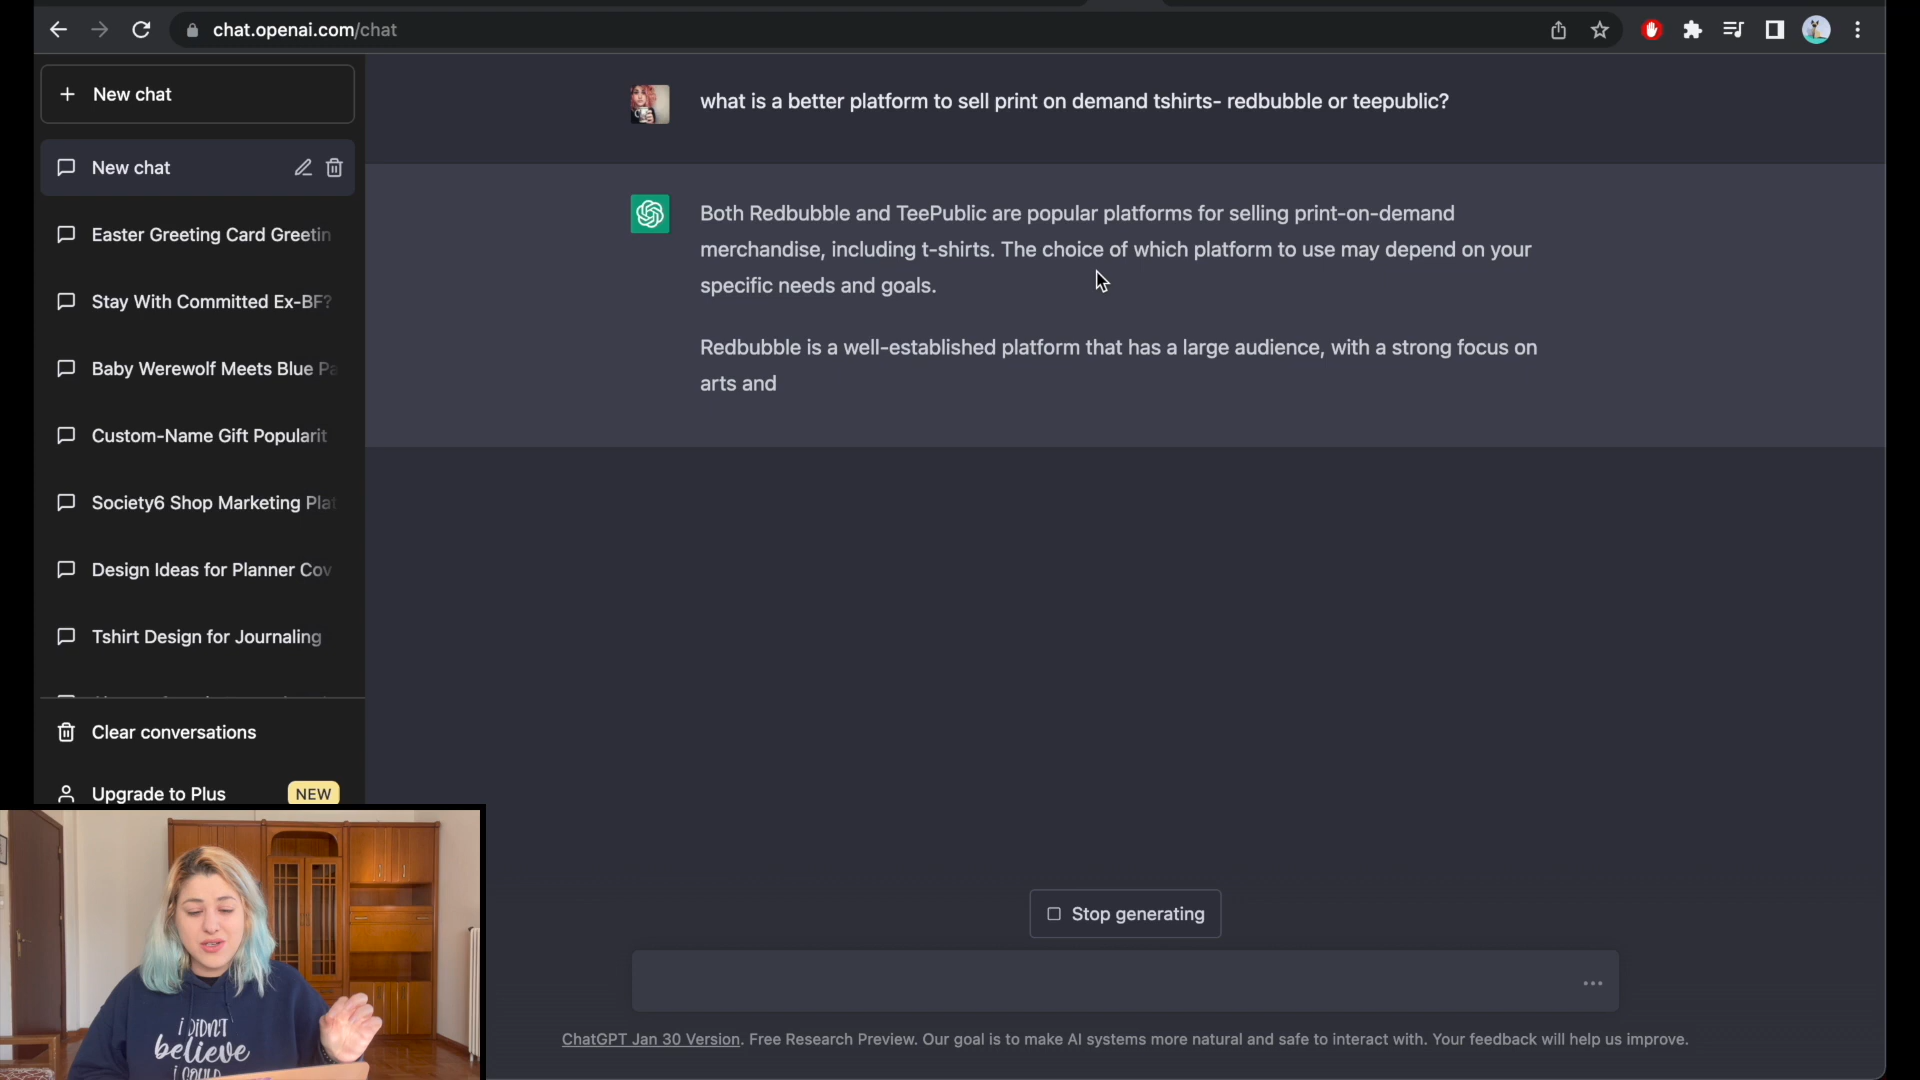 chat.openai.com/chat
New chat
New chat
Easter Greeting Card Greetin
Stay With Committed Ex-BF?
Baby Werewolf Meets Blue Pa
Custom-Name Gift Popularit
Society6 Shop Marketing Plat
Design Ideas for Planner Cov
Tshirt Design for Journaling
Clear conversations
Upgrade to Plus NEW
what is a better platform to sell print on demand tshirts- redbubble or teepublic?
Both Redbubble and TeePublic are popular platforms for selling print-on-demand
merchandise, including t-shirts. The choice of which platform to use may depend on your
specific needs and goals.
Redbubble is a well-established platform that has a large audience, with a strong focus on
arts and
Stop generating
ChatGPT Jan 30 Version. Free Research Preview. Our goal is to make AI systems more natural and safe to interact with. Your feedback will help us improve.
i DIDN'T
believe
i COULD